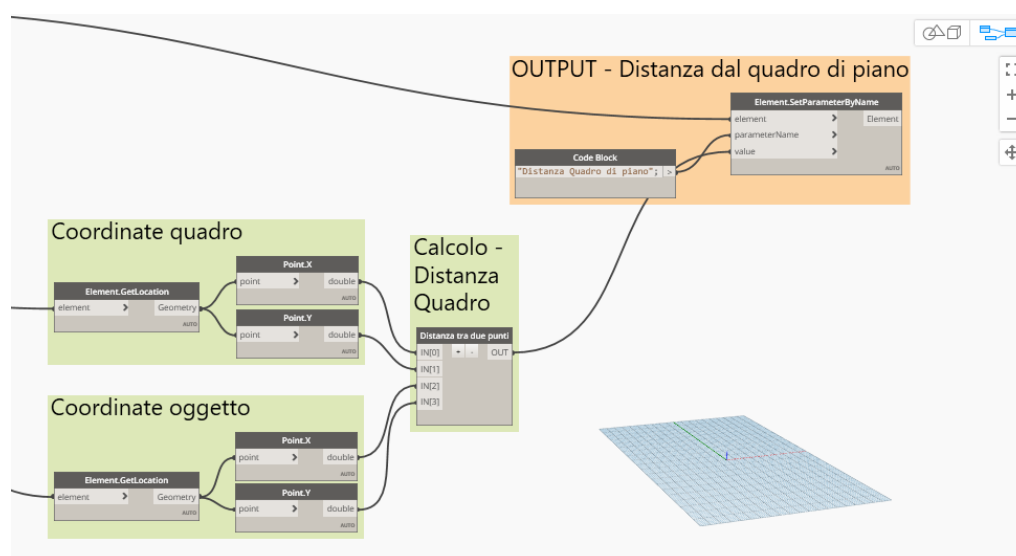 OUTPUT - Distanza dal quadro di piano
Element.SetParameterByName
element > Element
parameterName >
value >
AUTO
Code Block
"Distanza Quadro di piano"; >
Coordinate quadro
Element.GetLocation
element > Geometry
AUTO
Point.X
point > double
AUTO
Point.Y
point > double
AUTO
Calcolo -
Distanza
Quadro
Distanza tra due punti
IN[0] + - OUT
IN[1]
IN[2]
IN[3]
Coordinate oggetto
Element.GetLocation
element > Geometry
AUTO
Point.X
point > double
AUTO
Point.Y
point > double
AUTO